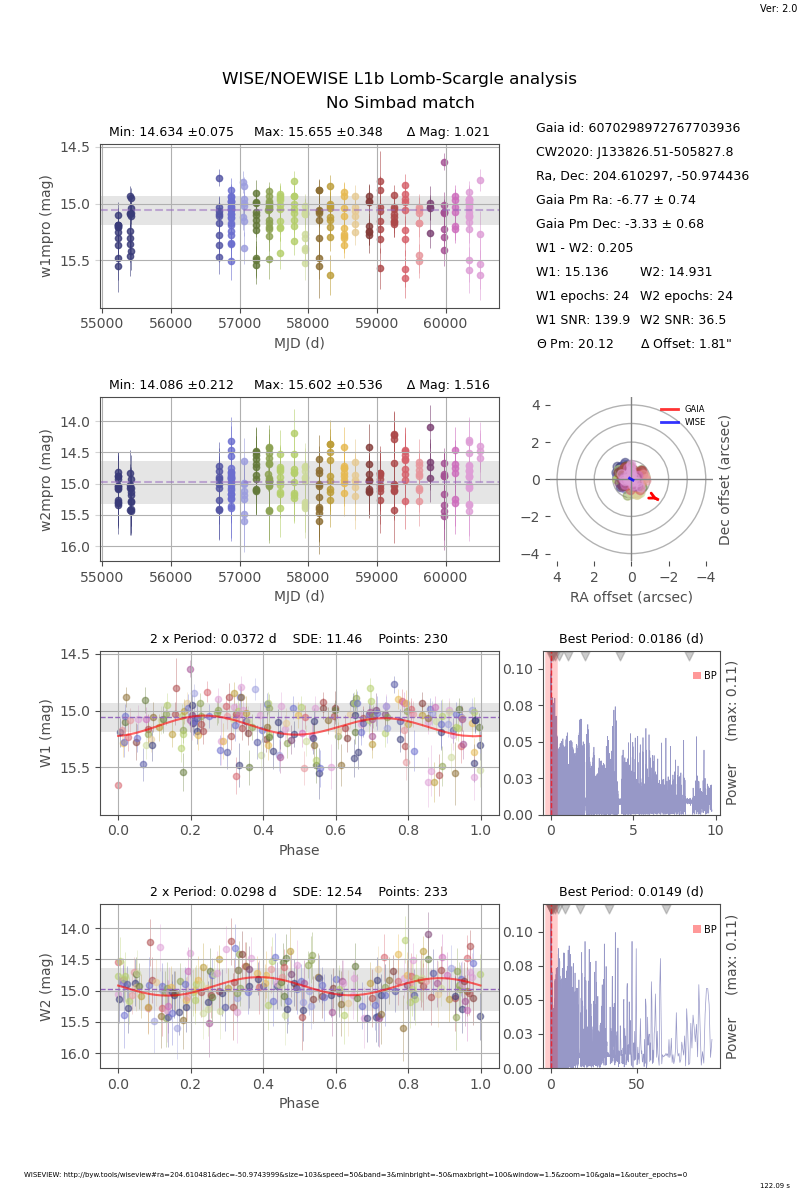 Ver: 2.0
WISE/NOEWISE L1b Lomb-Scargle analysis
No Simbad match
Min: 14.634 ±0.075 Max: 15.655 ±0.348 Δ Mag: 1.021
14.5
15.0
15.5
w1mpro (mag)
55000 56000 57000 58000 59000 60000
MJD (d)
Gaia id: 6070298972767703936
CW2020: J133826.51-505827.8
Ra, Dec: 204.610297, -50.974436
Gaia Pm Ra: -6.77 ± 0.74
Gaia Pm Dec: -3.33 ± 0.68
W1 - W2: 0.205
W1: 15.136 W2: 14.931
W1 epochs: 24 W2 epochs: 24
W1 SNR: 139.9 W2 SNR: 36.5
Θ Pm: 20.12 Δ Offset: 1.81"
Min: 14.086 ±0.212 Max: 15.602 ±0.536 Δ Mag: 1.516
14.0
14.5
15.0
15.5
16.0
w2mpro (mag)
55000 56000 57000 58000 59000 60000
MJD (d)
GAIA
WISE
4
2
0
−2
−4
4 2 0 −2 −4
RA offset (arcsec)
Dec offset (arcsec)
2 x Period: 0.0372 d SDE: 11.46 Points: 230
14.5
15.0
15.5
W1 (mag)
0.0 0.2 0.4 0.6 0.8 1.0
Phase
Best Period: 0.0186 (d)
BP
0.10
0.08
0.05
0.03
0.00
0 5 10
Power (max: 0.11)
2 x Period: 0.0298 d SDE: 12.54 Points: 233
14.0
14.5
15.0
15.5
16.0
W2 (mag)
0.0 0.2 0.4 0.6 0.8 1.0
Phase
Best Period: 0.0149 (d)
BP
0.10
0.08
0.05
0.03
0.00
0 50
Power (max: 0.11)
WISEVIEW: http://byw.tools/wiseview#ra=204.610481&dec=-50.9743999&size=103&speed=50&band=3&minbright=-50&maxbright=100&window=1.5&zoom=10&gaia=1&outer_epochs=0
122.09 s